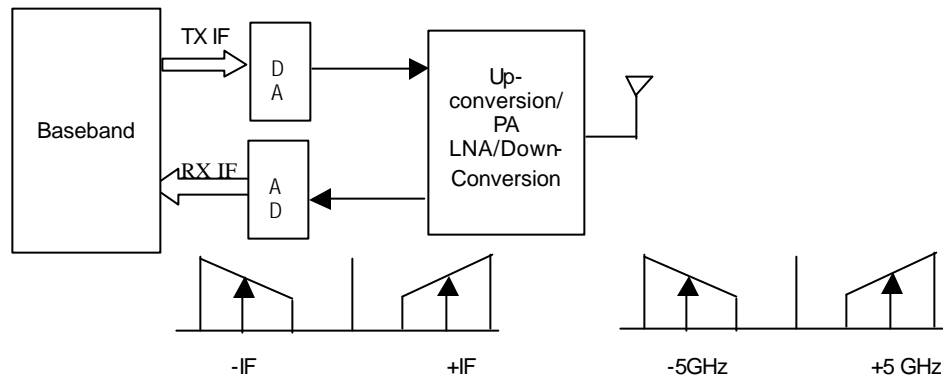 TX IF
D
A
Baseband
RX IF
A
D
Up-
conversion/
PA
LNA/Down-
Conversion
-IF
+IF
-5GHz
+5 GHz